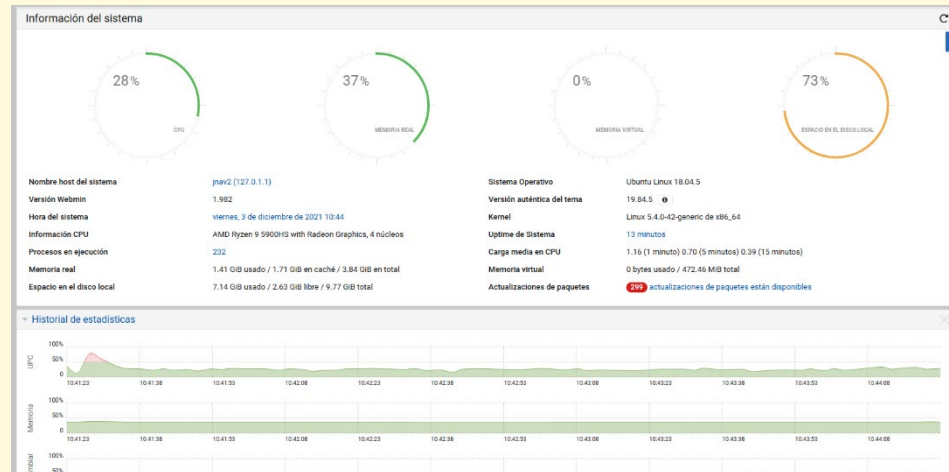 Información del sistema
28%
CPU
37%
MEMORIA REAL
0%
MEMORIA VIRTUAL
73%
ESPACIO EN EL DISCO LOCAL
Nombre host del sistema jnav2 (127.0.1.1) Sistema Operativo Ubuntu Linux 18.04.5
Versión Webmin 1.982 Versión auténtica del tema 19.84.5
Hora del sistema viernes, 3 de diciembre de 2021 10:44 Kernel Linux 5.4.0-42-generic de x86_64
Información CPU AMD Ryzen 9 5900HS with Radeon Graphics, 4 núcleos Uptime de Sistema 13 minutos
Procesos en ejecución 232 Carga media en CPU 1.16 (1 minuto) 0.70 (5 minutos) 0.39 (15 minutos)
Memoria real 1.41 GiB usado / 1.71 GiB en caché / 3.84 GiB en total Memoria virtual 0 bytes usado / 472.46 MiB total
Espacio en el disco local 7.14 GiB usado / 2.63 GiB libre / 9.77 GiB total Actualizaciones de paquetes 299 actualizaciones de paquetes están disponibles
Historial de estadísticas
UPC
100%
50%
0
10:41:23 10:41:38 10:41:53 10:42:08 10:42:23 10:42:38 10:42:53 10:43:08 10:43:23 10:43:38 10:43:53 10:44:08
Memoria
100%
50%
0
10:41:23 10:41:38 10:41:53 10:42:08 10:42:23 10:42:38 10:42:53 10:43:08 10:43:23 10:43:38 10:43:53 10:44:08
100%
50%